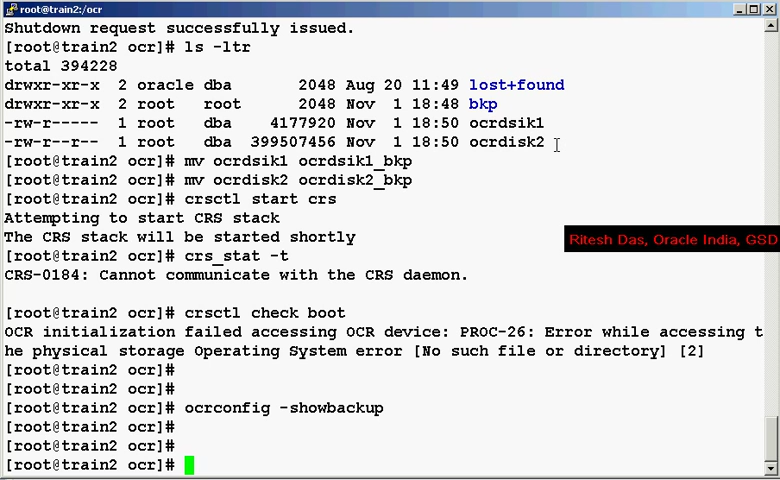 root@train2:/ocr
Shutdown request successfully issued.
[root@train2 ocr]# ls -ltr
total 394228
drwxr-xr-x  2 oracle dba       2048 Aug 20 11:49 lost+found
drwxr-xr-x  2 root   root      2048 Nov  1 18:48 bkp
-rw-r-----  1 root   dba    4177920 Nov  1 18:50 ocrdsik1
-rw-r--r--  1 root   dba  399507456 Nov  1 18:50 ocrdisk2
[root@train2 ocr]# mv ocrdsik1 ocrdsik1_bkp
[root@train2 ocr]# mv ocrdisk2 ocrdisk2_bkp
[root@train2 ocr]# crsctl start crs
Attempting to start CRS stack
The CRS stack will be started shortly
Ritesh Das, Oracle India, GSD
[root@train2 ocr]# crs_stat -t
CRS-0184: Cannot communicate with the CRS daemon.
[root@train2 ocr]# crsctl check boot
OCR initialization failed accessing OCR device: PROC-26: Error while accessing t
he physical storage Operating System error [No such file or directory] [2]
[root@train2 ocr]#
[root@train2 ocr]#
[root@train2 ocr]# ocrconfig -showbackup
[root@train2 ocr]#
[root@train2 ocr]#
[root@train2 ocr]#